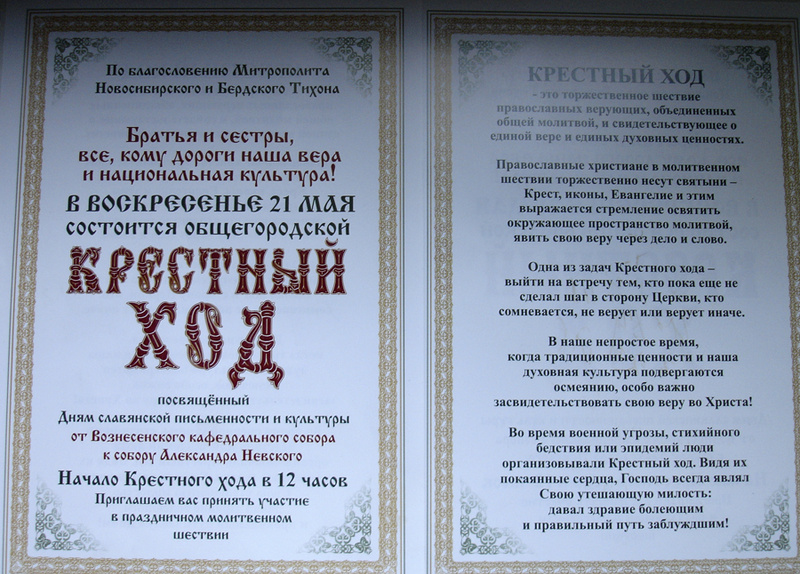 По благословению Митрополита
Новосибирского и Бердского Тихона
Братья и сестры,
все, кому дороги наша вера
и национальная культура!
В ВОСКРЕСЕНЬЕ 21 МАЯ
СОСТОИТСЯ ОБЩЕГОРОДСКОЙ
КРЕСТНЫЙ
ХОД
посвящённый
Дням славянской письменности и культуры
от Вознесенского кафедрального собора
к собору Александра Невского
Начало Крестного хода в 12 часов
Приглашаем вас принять участие
в праздничном молитвенном
шествии
КРЕСТНЫЙ ХОД
- это торжественное шествие
православных верующих, объединенных
общей молитвой, и свидетельствующее о
единой вере и единых духовных ценностях.
Православные христиане в молитвенном
шествии торжественно несут святыни –
Крест, иконы, Евангелие и этим
выражается стремление освятить
окружающее пространство молитвой,
явить свою веру через дело и слово.
Одна из задач Крестного хода –
выйти на встречу тем, кто пока еще не
сделал шаг в сторону Церкви, кто
сомневается, не верует или верует иначе.
В наше непростое время,
когда традиционные ценности и наша
духовная культура подвергаются
осмеянию, особо важно
засвидетельствовать свою веру во Христа!
Во время военной угрозы, стихийного
бедствия или эпидемий люди
организовывали Крестный ход. Видя их
покаянные сердца, Господь всегда являл
Свою утешающую милость:
давал здравие болеющим
и правильный путь заблуждшим!